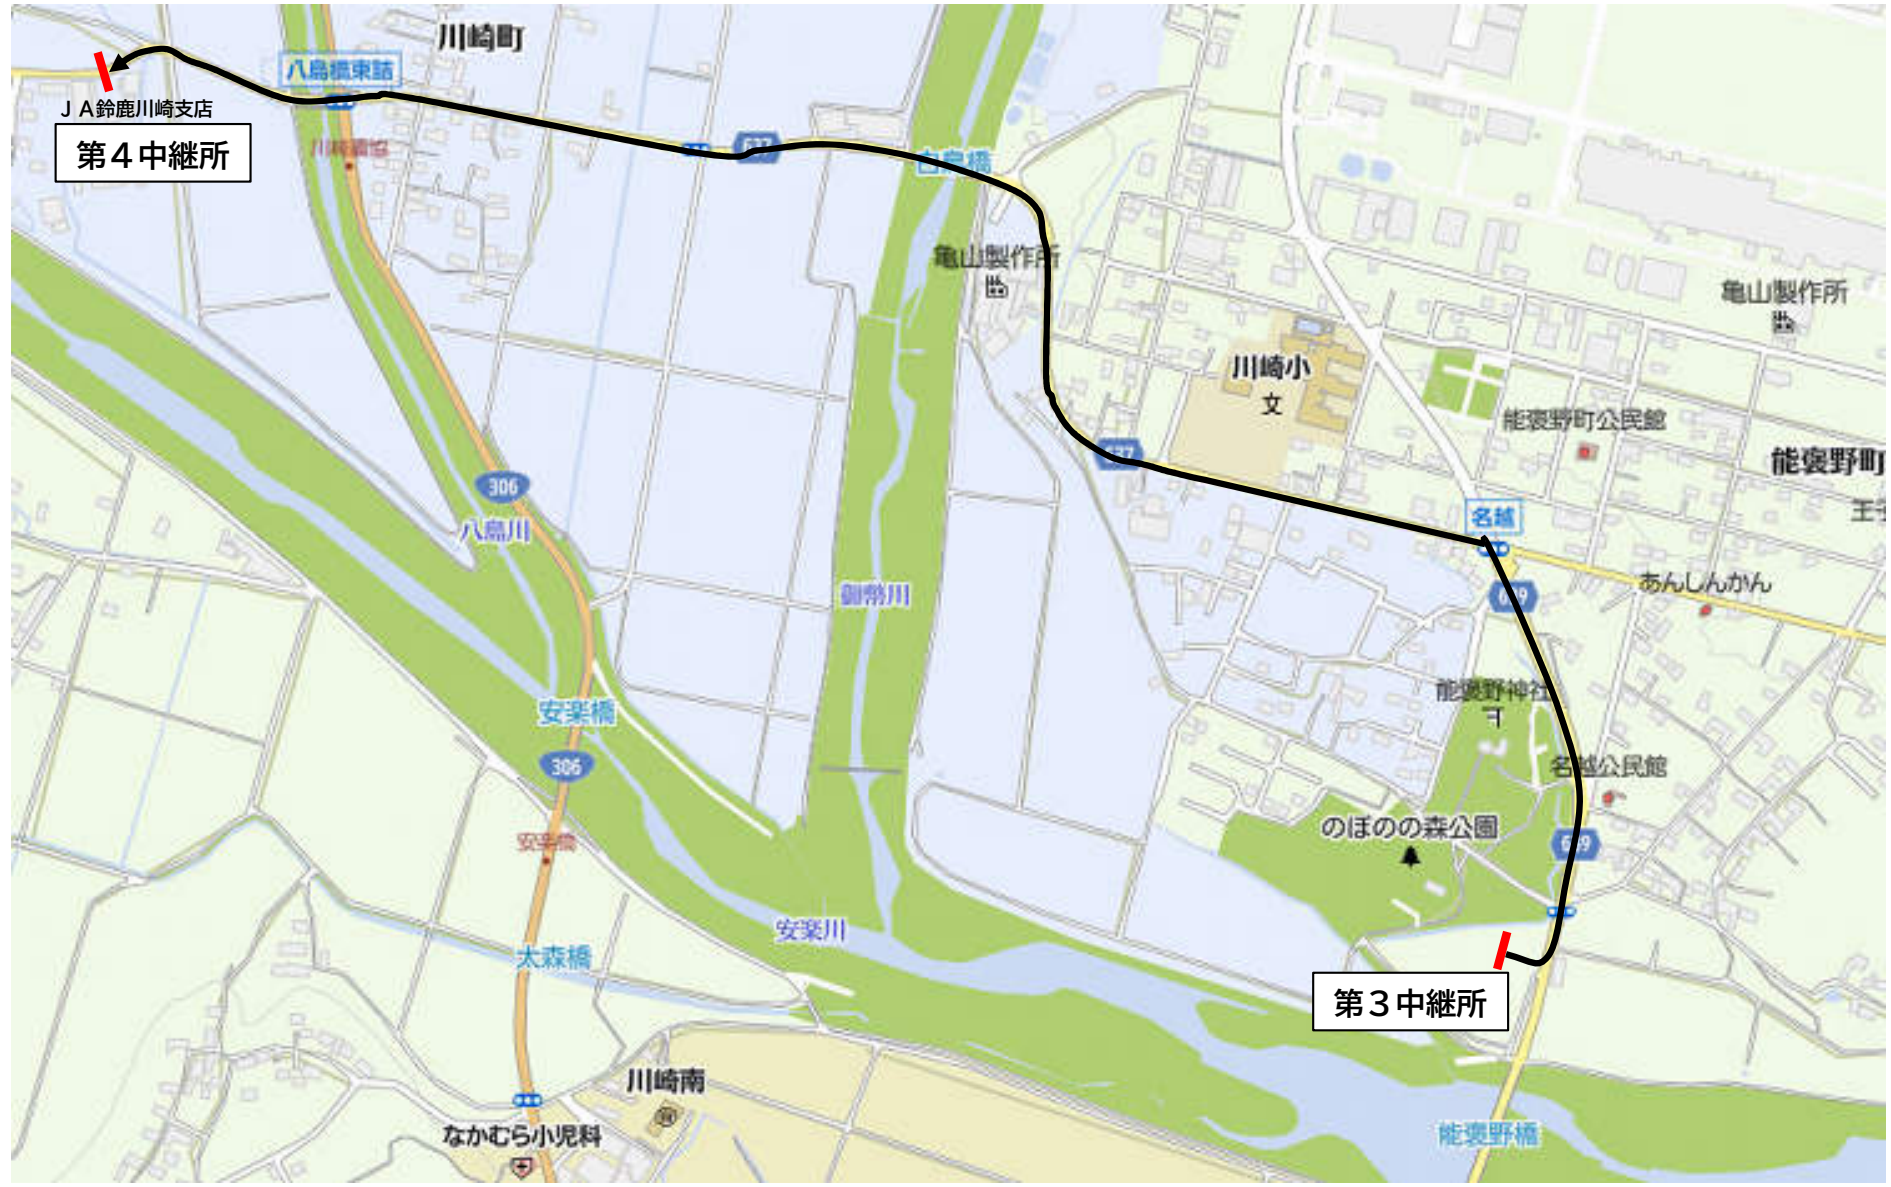 川崎町
八島橋東詰
ＪＡ鈴鹿川崎支店
第４中継所
白鳥橋
亀山製作所
亀山製作所
川崎小
文
能褒野町公民館
能褒野町
306
八島川
名越
あんしんかん
御幣川
能褒野神社
安楽橋
306
名越公民館
のぼのの森公園
安楽橋
安楽川
太森橋
第３中継所
川崎南
なかむら小児科
能褒野橋